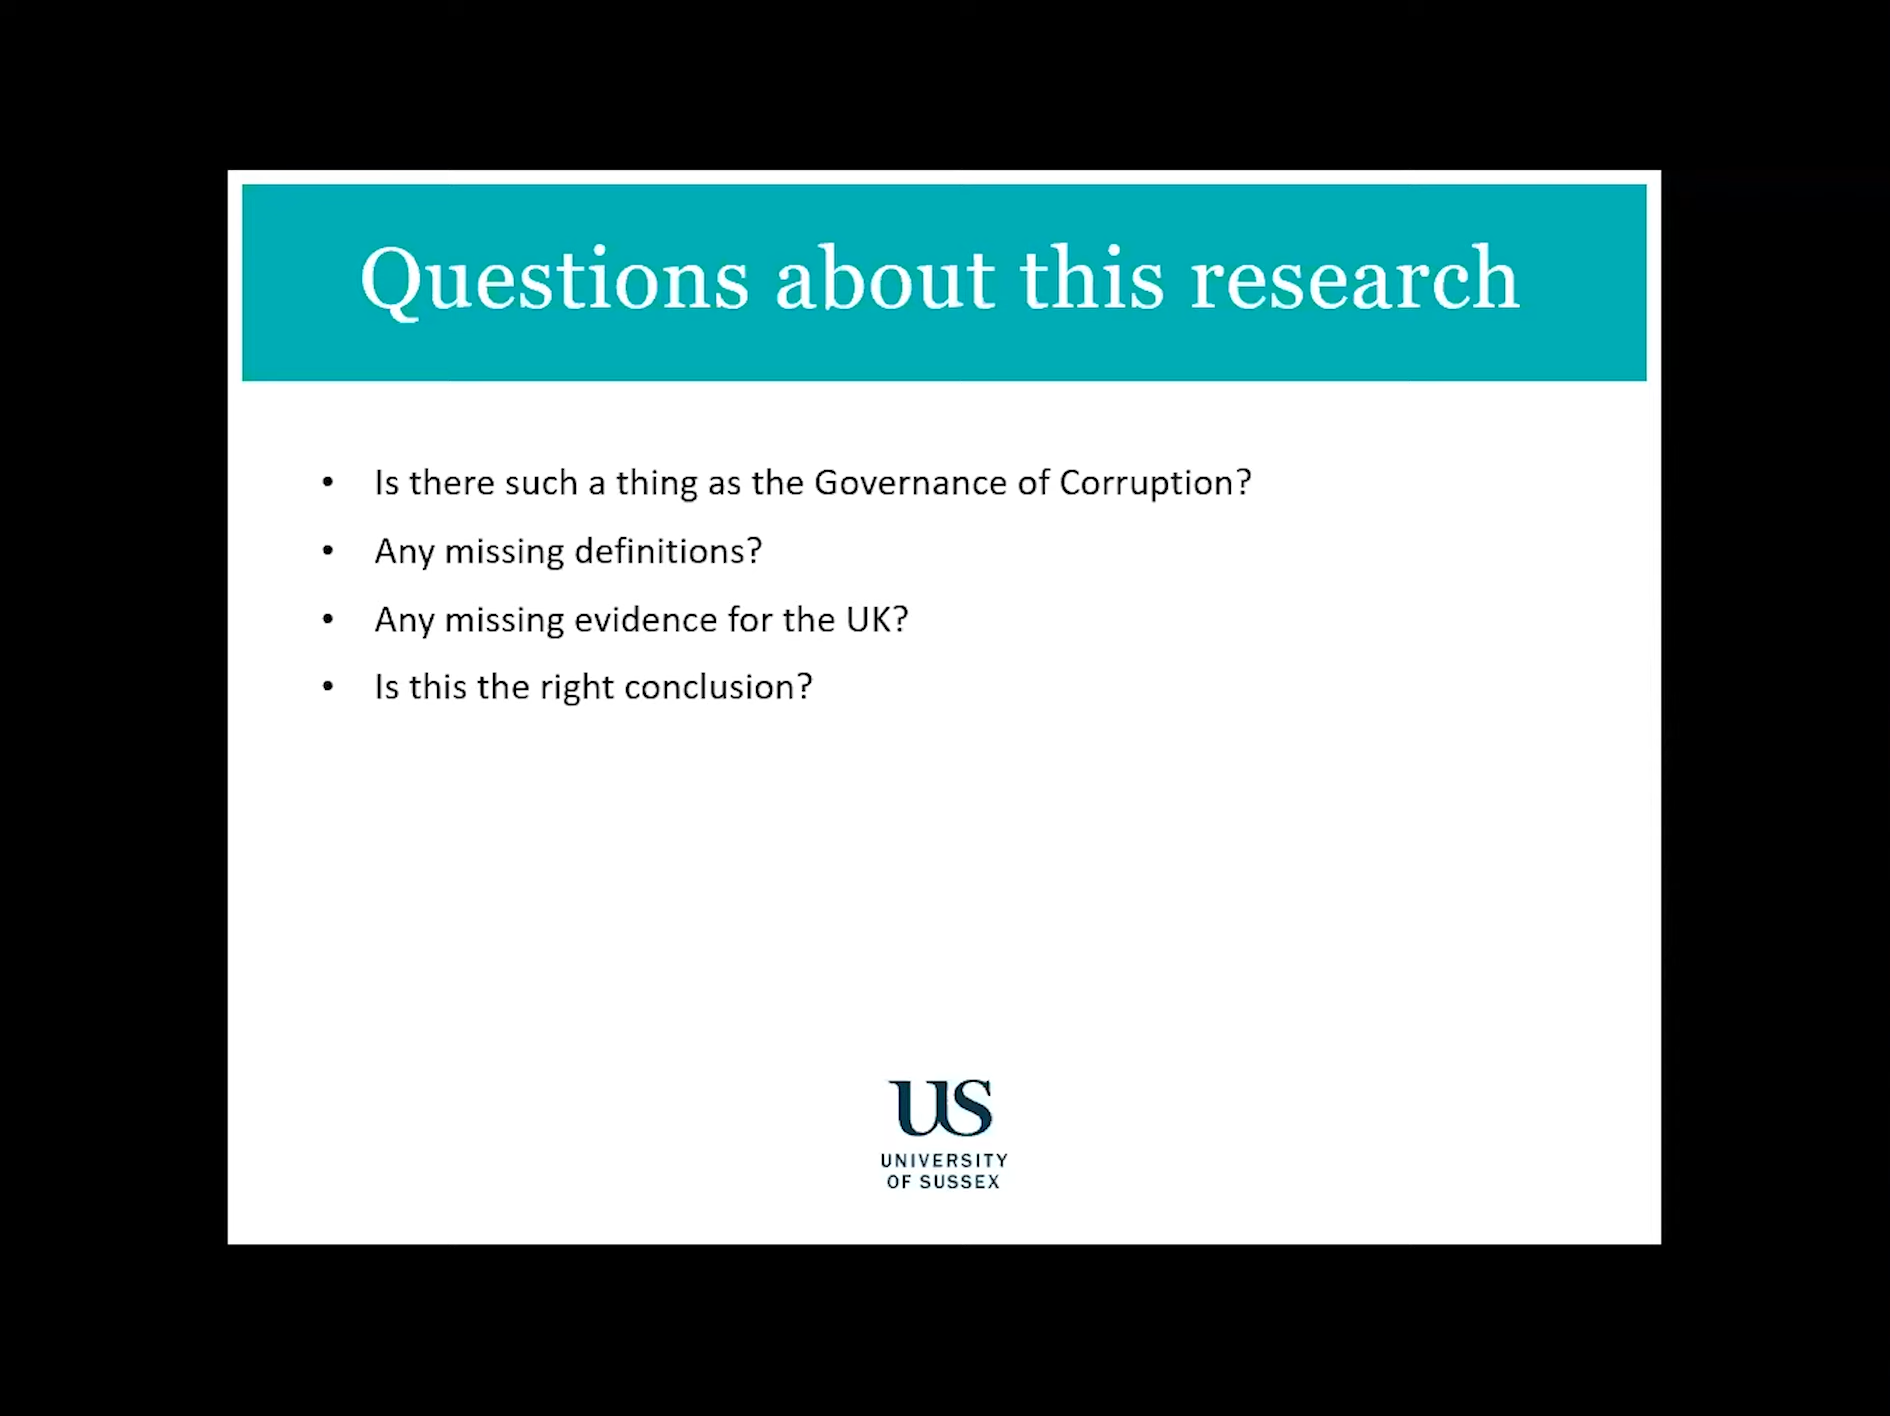 Questions about this research
• Is there such a thing as the Governance of Corruption?
• Any missing definitions?
• Any missing evidence for the UK?
• Is this the right conclusion?
US
UNIVERSITY
OF SUSSEX